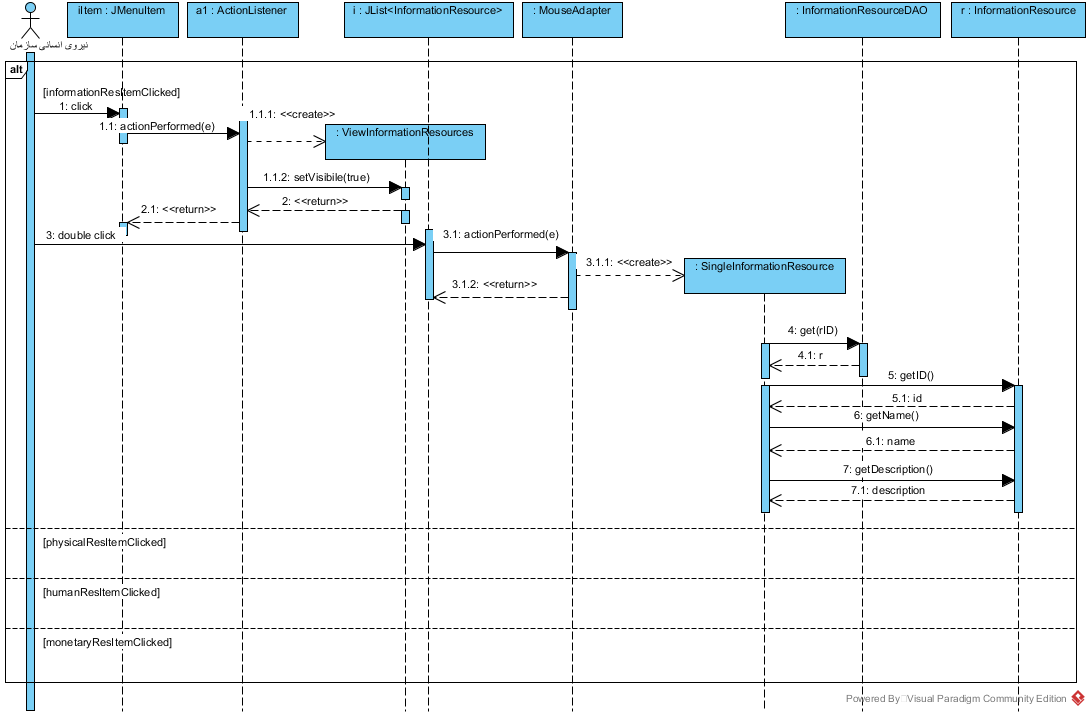 iItem : JMenuItem
a1 : ActionListener
i : JList<InformationResource>
: MouseAdapter
: InformationResourceDAO
r : InformationResource
نیروی انسانی سازمان
alt
[informationResItemClicked]
1: click
1.1: actionPerformed(e)
1.1.1: <<create>>
: ViewInformationResources
1.1.2: setVisibile(true)
2: <<return>>
2.1: <<return>>
3: double click
3.1: actionPerformed(e)
3.1.1: <<create>>
: SingleInformationResource
3.1.2: <<return>>
4: get(rID)
4.1: r
5: getID()
5.1: id
6: getName()
6.1: name
7: getDescription()
7.1: description
[physicalResItemClicked]
[humanResItemClicked]
[monetaryResItemClicked]
Powered By Visual Paradigm Community Edition